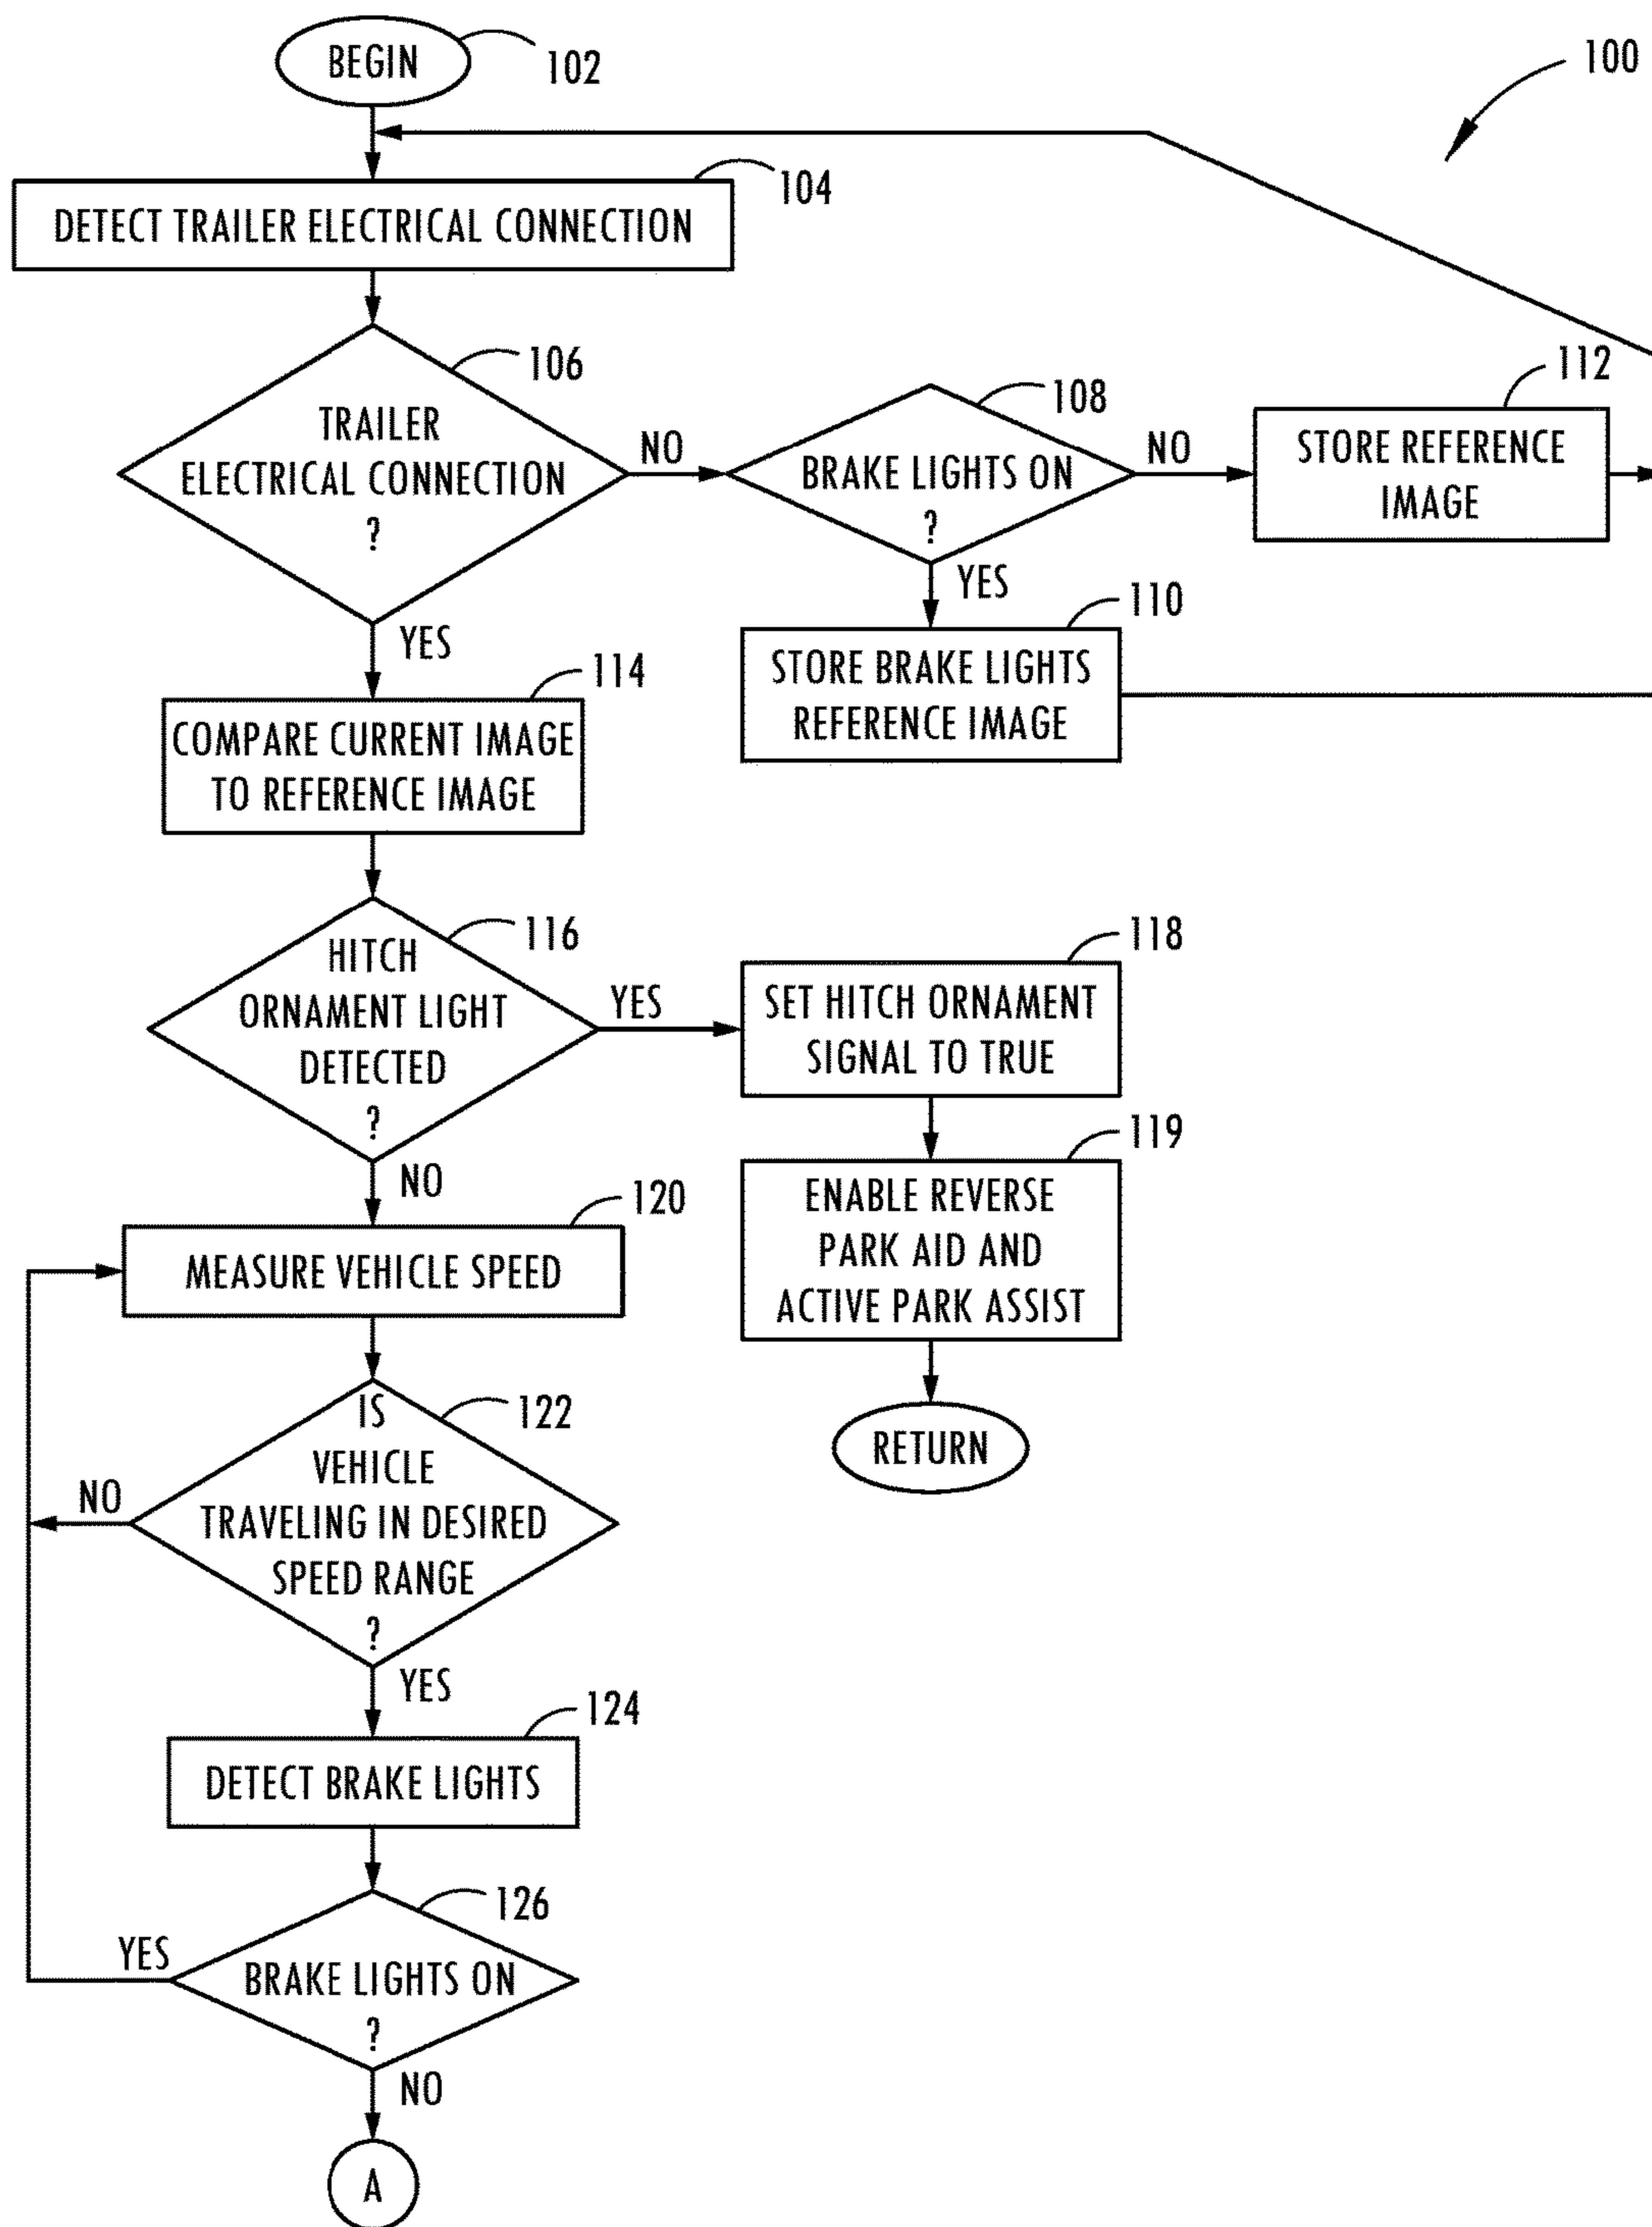 BEGIN
102
100
104
DETECT TRAILER ELECTRICAL CONNECTION
106
TRAILER
ELECTRICAL CONNECTION
?
NO
108
BRAKE LIGHTS ON
?
NO
112
STORE REFERENCE
IMAGE
YES
110
STORE BRAKE LIGHTS
REFERENCE IMAGE
YES
114
COMPARE CURRENT IMAGE
TO REFERENCE IMAGE
116
HITCH
ORNAMENT LIGHT
DETECTED
?
YES
118
SET HITCH ORNAMENT
SIGNAL TO TRUE
119
ENABLE REVERSE
PARK AID AND
ACTIVE PARK ASSIST
RETURN
NO
120
MEASURE VEHICLE SPEED
122
IS
VEHICLE
TRAVELING IN DESIRED
SPEED RANGE
?
NO
YES
124
DETECT BRAKE LIGHTS
126
BRAKE LIGHTS ON
?
YES
NO
A